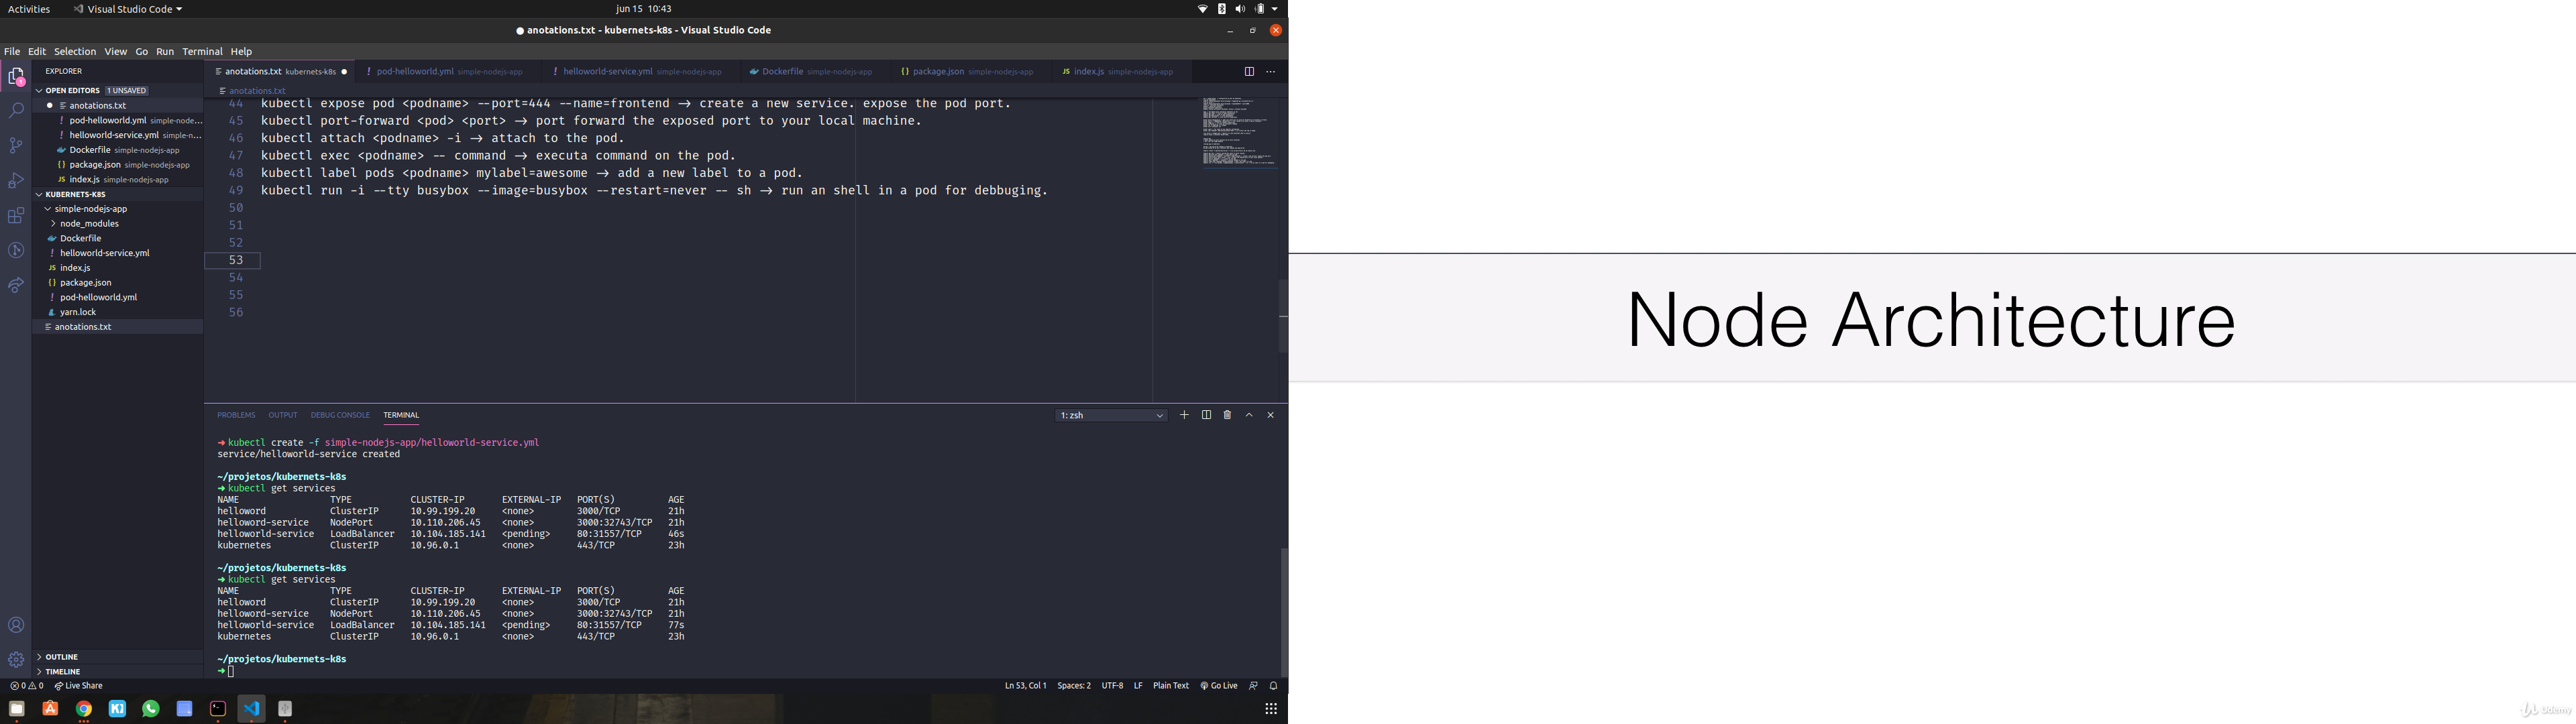 Activities
Visual Studio Code
jun 15 10:43
anotations.txt - kubernets-k8s - Visual Studio Code
File Edit Selection View Go Run Terminal Help
EXPLORER
OPEN EDITORS 1 UNSAVED
anotations.txt
pod-helloworld.yml simple-node...
helloworld-service.yml simple-n...
Dockerfile simple-nodejs-app
package.json simple-nodejs-app
JS index.js simple-nodejs-app
KUBERNETS-K8S
simple-nodejs-app
node_modules
Dockerfile
helloworld-service.yml
JS index.js
package.json
pod-helloworld.yml
yarn.lock
anotations.txt
OUTLINE
TIMELINE
anotations.txt kubernets-k8s
pod-helloworld.yml simple-nodejs-app
helloworld-service.yml simple-nodejs-app
Dockerfile simple-nodejs-app
package.json simple-nodejs-app
JS index.js simple-nodejs-app
anotations.txt
44 kubectl expose pod <podname> --port=444 --name=frontend -> create a new service. expose the pod port.
45 kubectl port-forward <pod> <port> -> port forward the exposed port to your local machine.
46 kubectl attach <podname> -i -> attach to the pod.
47 kubectl exec <podname> -- command -> executa command on the pod.
48 kubectl label pods <podname> mylabel=awesome -> add a new label to a pod.
49 kubectl run -i --tty busybox --image=busybox --restart=never -- sh -> run an shell in a pod for debbuging.
50
51
52
53
54
55
56
PROBLEMS OUTPUT DEBUG CONSOLE TERMINAL
1: zsh
➜ kubectl create -f simple-nodejs-app/helloworld-service.yml
service/helloworld-service created
~/projetos/kubernets-k8s
➜ kubectl get services
NAME TYPE CLUSTER-IP EXTERNAL-IP PORT(S) AGE
helloword ClusterIP 10.99.199.20 <none> 3000/TCP 21h
helloword-service NodePort 10.110.206.45 <none> 3000:32743/TCP 21h
helloworld-service LoadBalancer 10.104.185.141 <pending> 80:31557/TCP 46s
kubernetes ClusterIP 10.96.0.1 <none> 443/TCP 23h
~/projetos/kubernets-k8s
➜ kubectl get services
NAME TYPE CLUSTER-IP EXTERNAL-IP PORT(S) AGE
helloword ClusterIP 10.99.199.20 <none> 3000/TCP 21h
helloword-service NodePort 10.110.206.45 <none> 3000:32743/TCP 21h
helloworld-service LoadBalancer 10.104.185.141 <pending> 80:31557/TCP 77s
kubernetes ClusterIP 10.96.0.1 <none> 443/TCP 23h
~/projetos/kubernets-k8s
➜
0 0 Live Share
Ln 53, Col 1 Spaces: 2 UTF-8 LF Plain Text Go Live
Node Architecture
Udemy